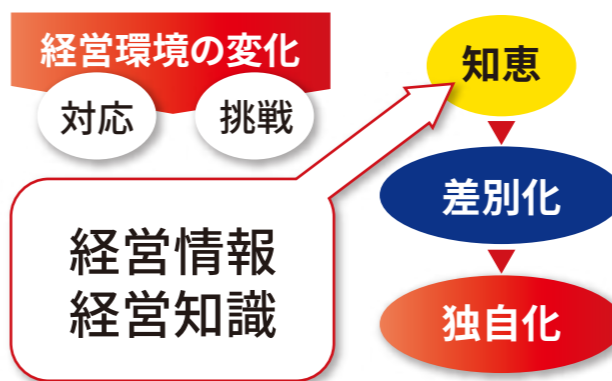 経営環境の変化
対応
挑戦
経営情報
経営知識
知恵
差別化
独自化